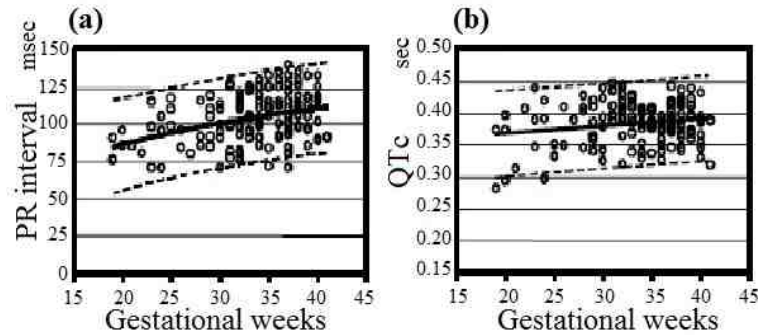 (a)
msec
PR interval
150
125
100
75
50
25
0
15 20 25 30 35 40 45
Gestational weeks
(b)
sec
QTc
0.50
0.45
0.40
0.35
0.30
0.25
0.20
0.15
15 20 25 30 35 40 45
Gestational weeks